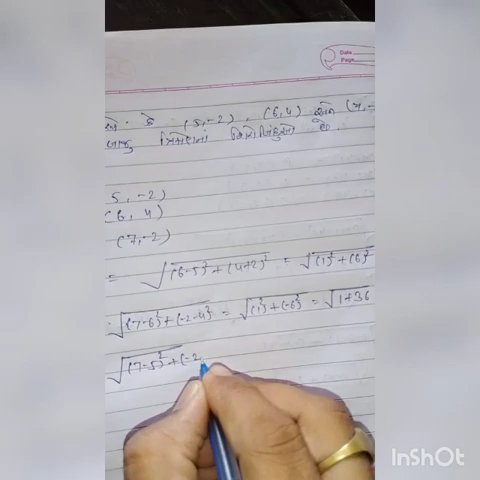 Date
Page
કે (5,-2), (6,4) અને (7,-
ત્રિકોણનાં શિરોબિંદુઓ છે.
5, -2)
(6, 4)
(7,-2)
= √(6-5)² + (4+2)² = √(1)² + (6)²
: √(7-6)² + (-2-4)² = √(1)² + (-6)² = √1+36
√(7-5)² + (-2
InShOt